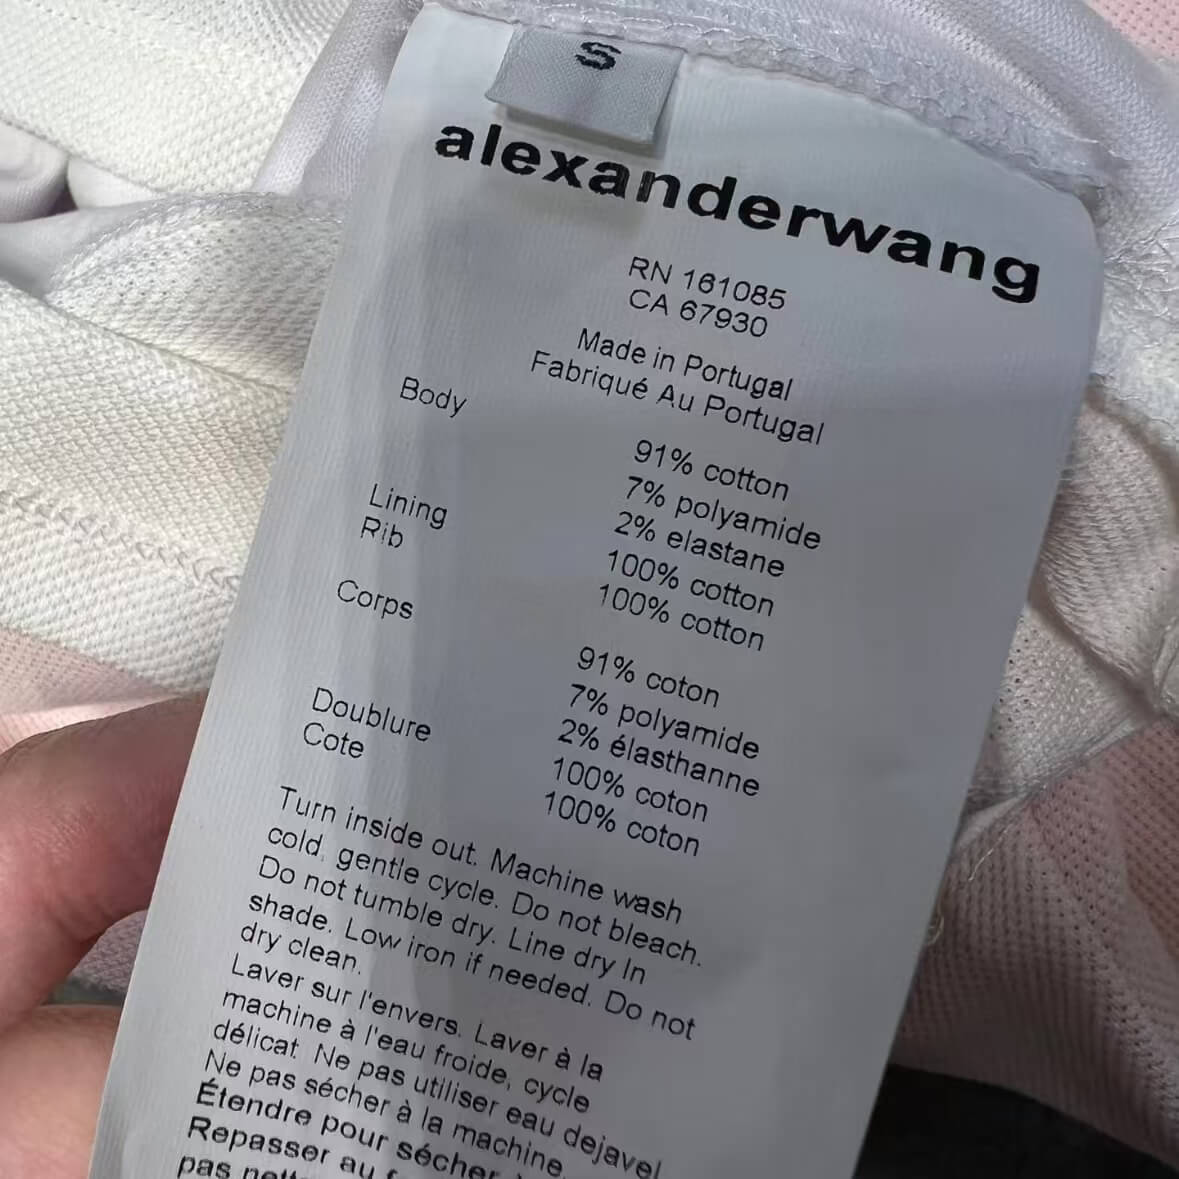 S
alexanderwang
RN 161085
CA 67930
Made in Portugal
Fabriqué Au Portugal
Body
91% cotton
7% polyamide
2% elastane
Lining 100% cotton
Rib 100% cotton
Corps
91% coton
7% polyamide
2% élasthanne
Doublure 100% coton
Cote 100% coton
Turn inside out. Machine wash
cold, gentle cycle. Do not bleach.
Do not tumble dry. Line dry In
shade. Low iron if needed. Do not
dry clean.
Laver sur l'envers. Laver à la
machine à l'eau froide, cycle
délicat. Ne pas utiliser eau dejavel
Ne pas sécher à la machine.
Étendre pour sécher
Repasser au
pas